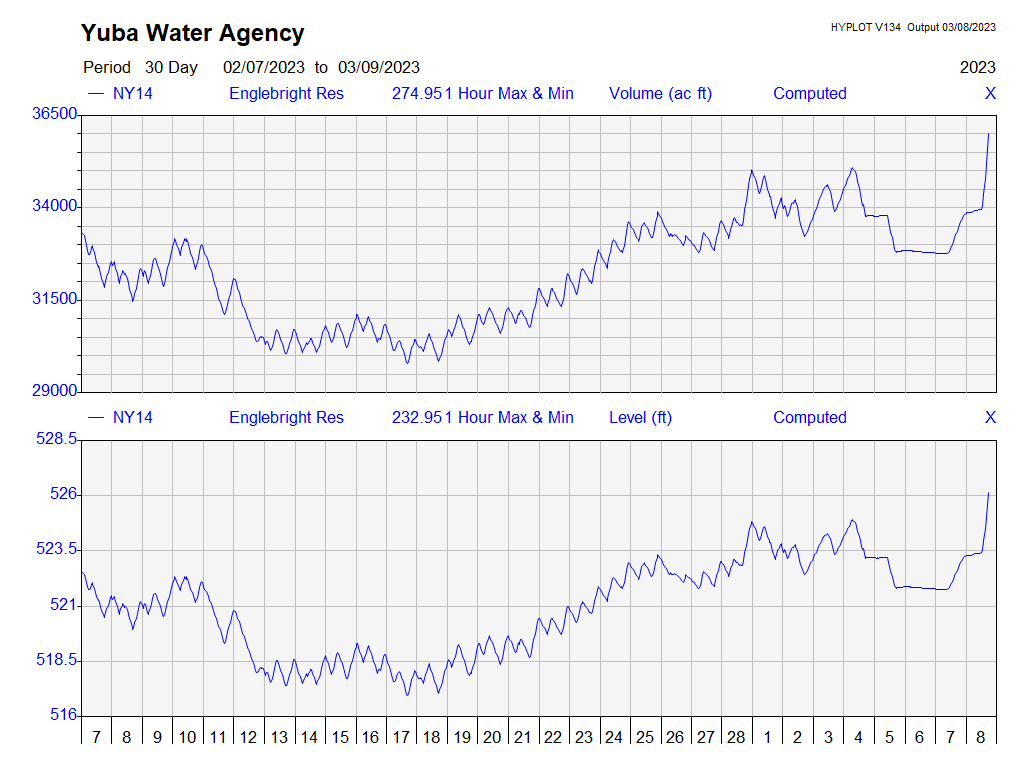 Yuba Water Agency
HYPLOT V134 Output 03/08/2023
Period 30 Day 02/07/2023 to 03/09/2023 2023
NY14 Englebright Res 274.951 Hour Max & Min Volume (ac ft) Computed X
36500
34000
31500
29000
NY14 Englebright Res 232.951 Hour Max & Min Level (ft) Computed X
528.5
526
523.5
521
518.5
516
7 8 9 10 11 12 13 14 15 16 17 18 19 20 21 22 23 24 25 26 27 28 1 2 3 4 5 6 7 8